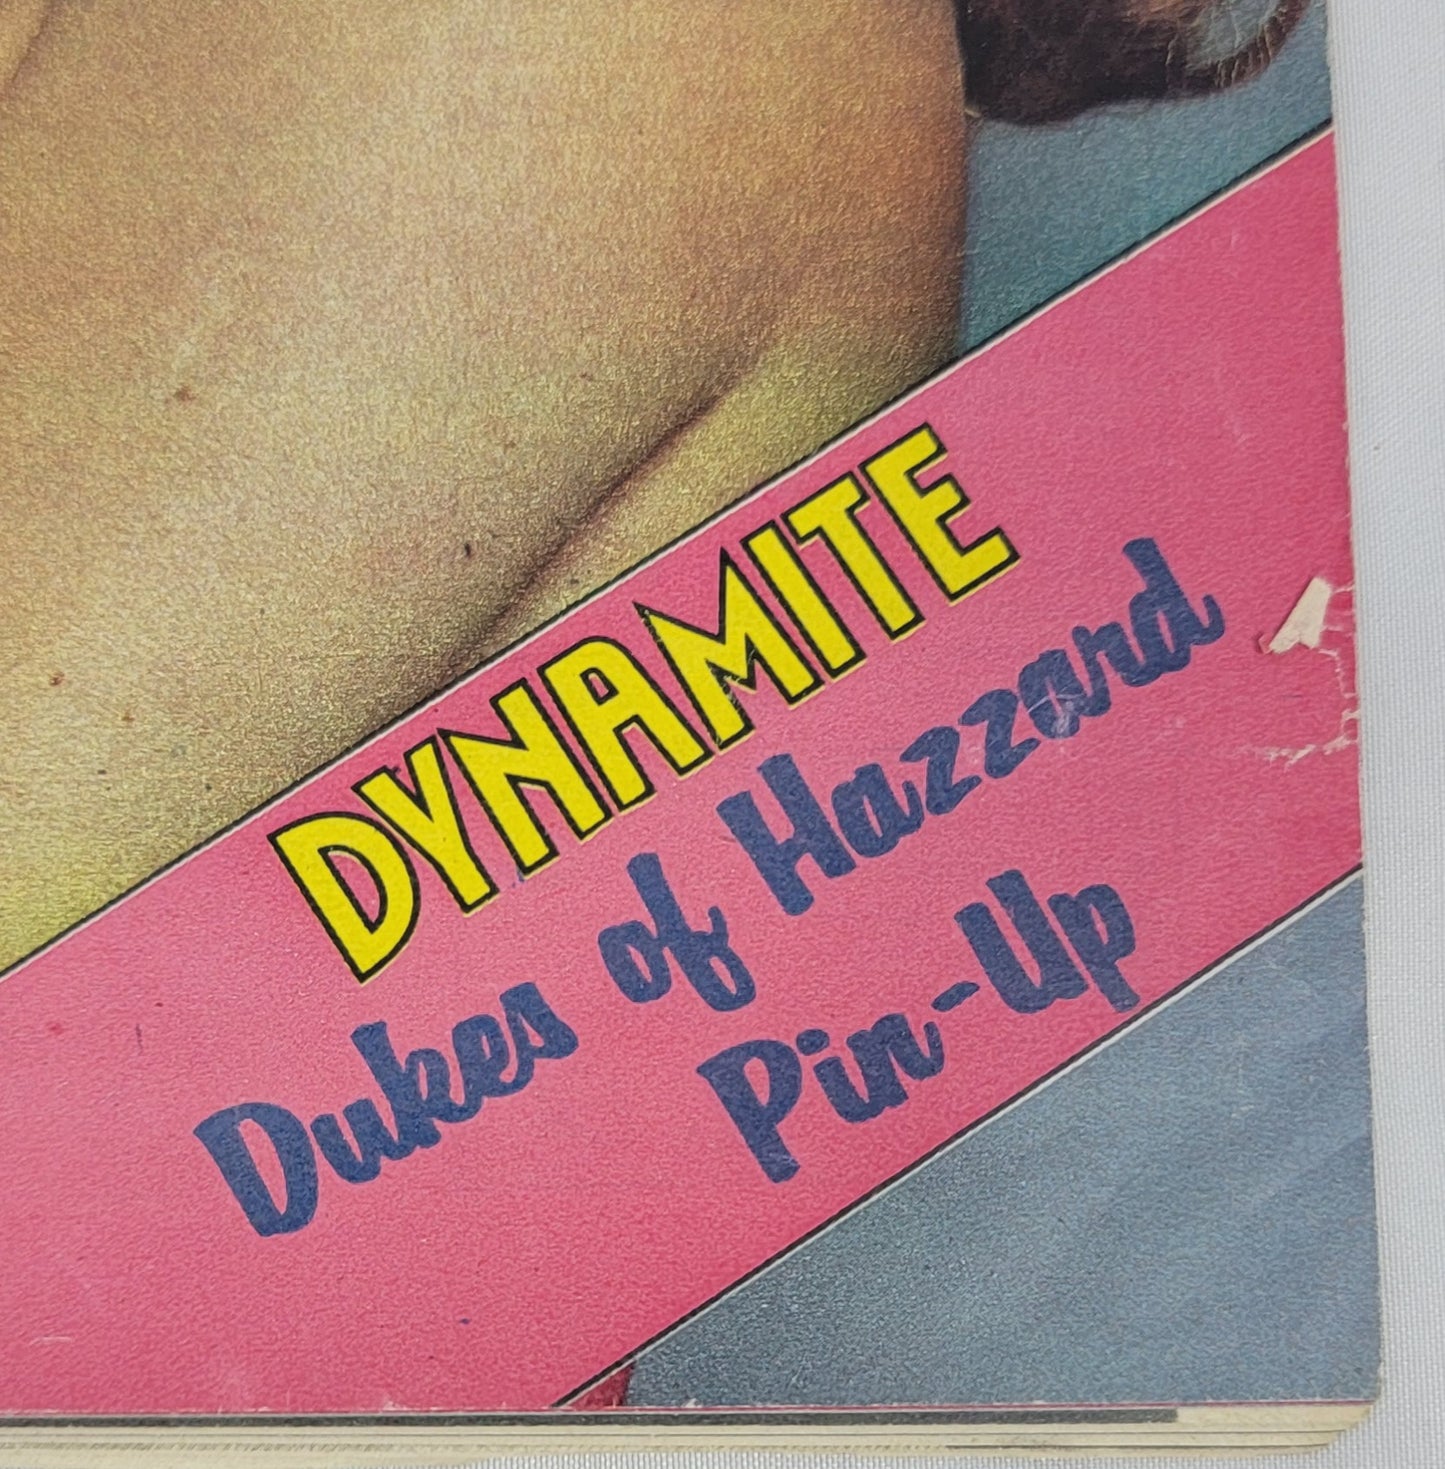 DYNAMITE
Dukes of Hazzard
Pin-Up